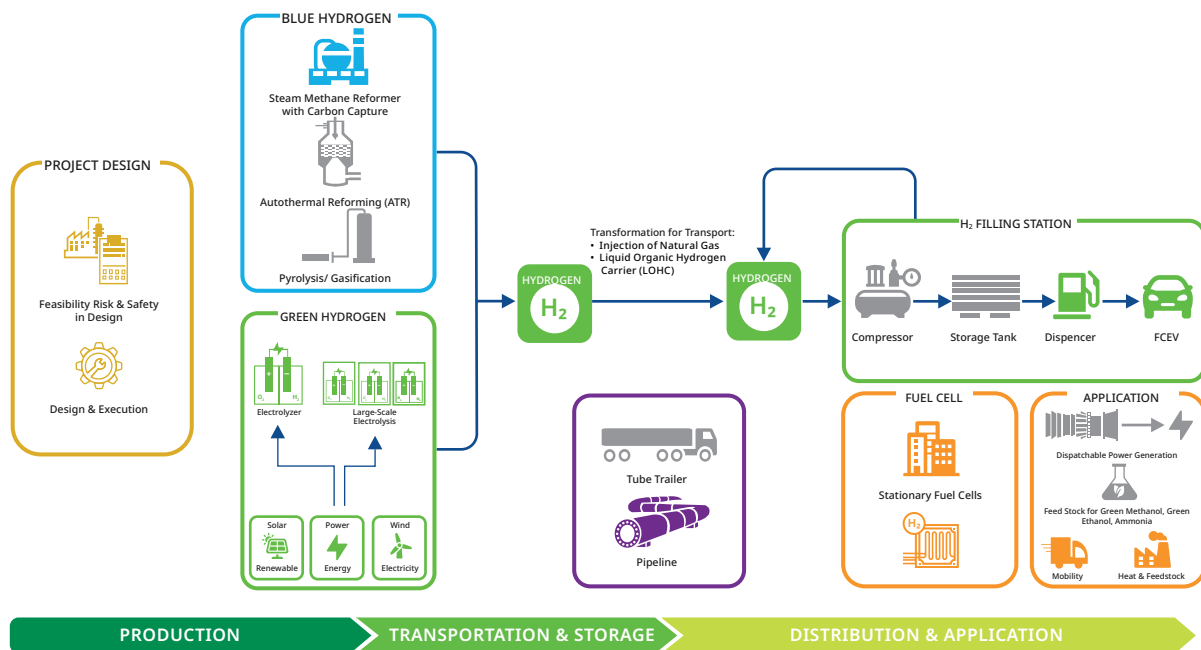 PROJECT DESIGN
Feasibility Risk & Safety
in Design
Design & Execution
BLUE HYDROGEN
Steam Methane Reformer
with Carbon Capture
Autothermal Reforming (ATR)
Pyrolysis/ Gasification
GREEN HYDROGEN
O₂ H₂
Electrolyzer
Large-Scale
Electrolysis
Solar
Renewable
Power
Energy
Wind
Electricity
HYDROGEN
H₂
Transformation for Transport:
• Injection of Natural Gas
• Liquid Organic Hydrogen
Carrier (LOHC)
HYDROGEN
H₂
Tube Trailer
Pipeline
H₂ FILLING STATION
Compressor
Storage Tank
Dispencer
FCEV
FUEL CELL
Stationary Fuel Cells
H₂
APPLICATION
Dispatchable Power Generation
Feed Stock for Green Methanol, Green
Ethanol, Ammonia
Mobility
Heat & Feedstock
PRODUCTION
TRANSPORTATION & STORAGE
DISTRIBUTION & APPLICATION